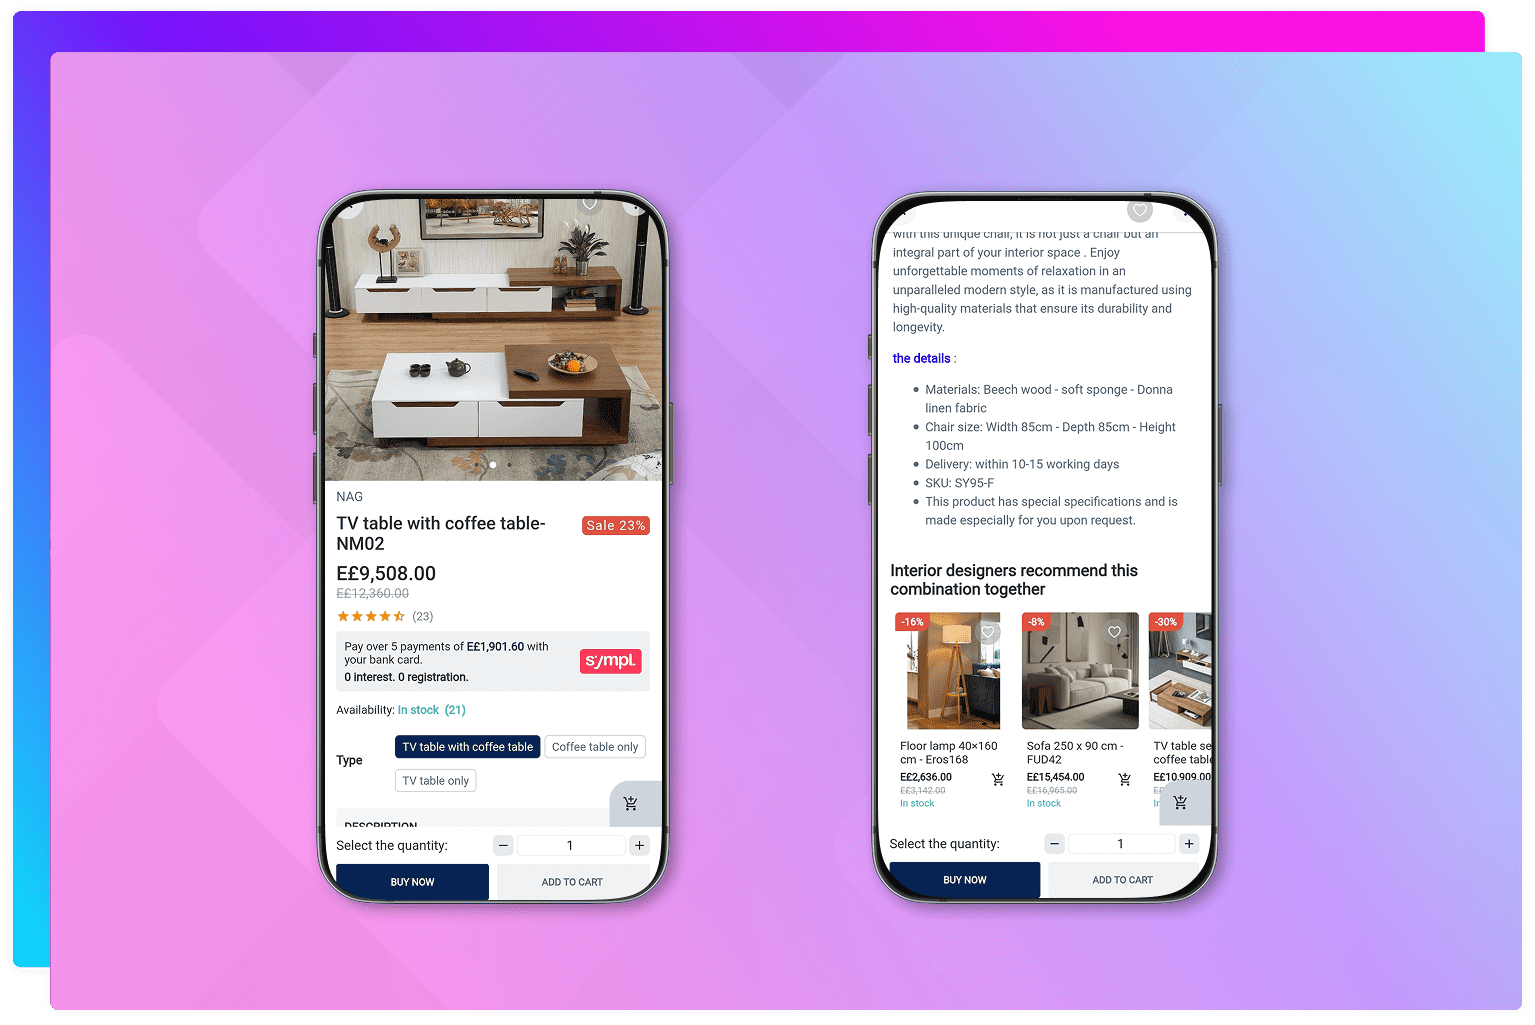 NAG
TV table with coffee table-
NM02
Sale 23%
E£9,508.00
E£12,360.00
(23)
Pay over 5 payments of E£1,901.60 with
your bank card.
0 interest. 0 registration.
sympl.
Availability: In stock (21)
Type
TV table with coffee table
Coffee table only
TV table only
DESCRIPTION
Select the quantity:
1
BUY NOW
ADD TO CART
with this unique chair, it is not just a chair but an
integral part of your interior space . Enjoy
unforgettable moments of relaxation in an
unparalleled modern style, as it is manufactured using
high-quality materials that ensure its durability and
longevity.
the details :
Materials: Beech wood - soft sponge - Donna
linen fabric
Chair size: Width 85cm - Depth 85cm - Height
100cm
Delivery: within 10-15 working days
SKU: SY95-F
This product has special specifications and is
made especially for you upon request.
Interior designers recommend this
combination together
-16%
-8%
-30%
Floor lamp 40×160
cm - Eros168
E£2,636.00
E£3,142.00
In stock
Sofa 250 x 90 cm -
FUD42
E£15,454.00
E£16,965.00
In stock
TV table se
coffee table
E£10,909.00
E£
In
Select the quantity:
1
BUY NOW
ADD TO CART